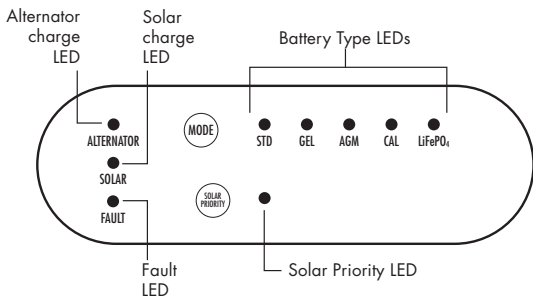 Alternator
charge
LED
Solar
charge
LED
Battery Type LEDs
ALTERNATOR
MODE
STD
GEL
AGM
CAL
LiFePO₄
SOLAR
SOLAR
PRIORITY
FAULT
Fault
LED
Solar Priority LED